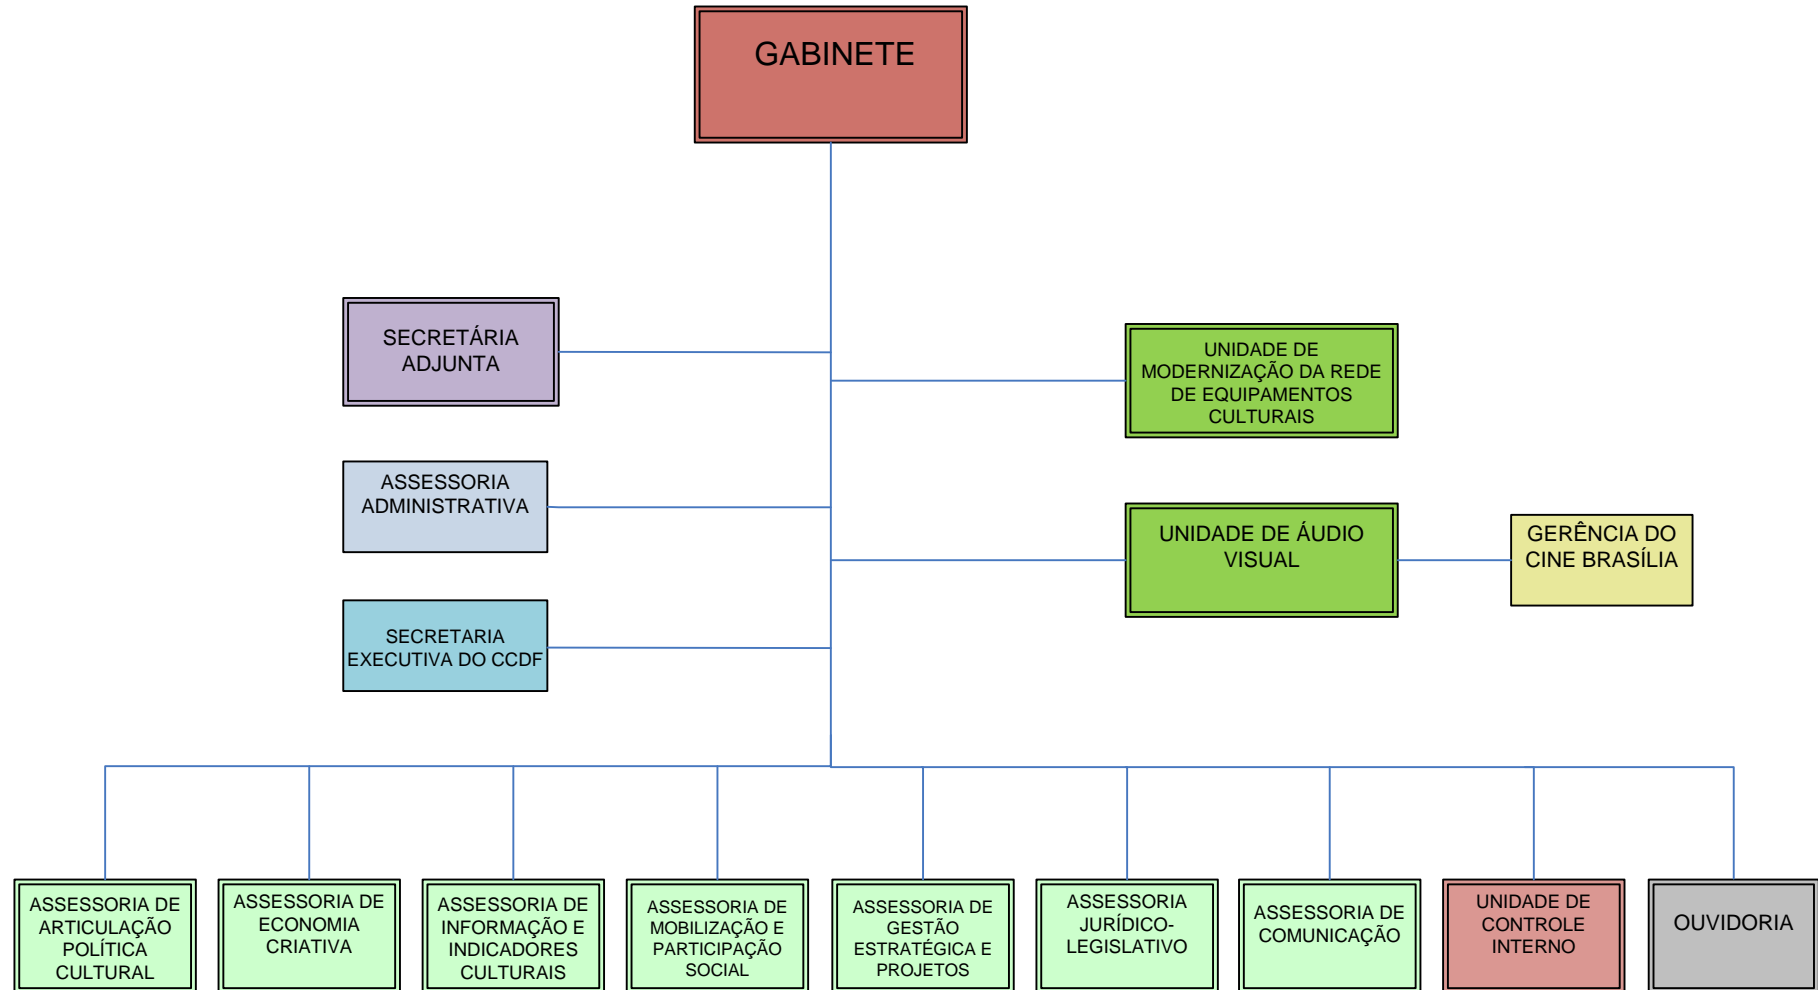 GABINETE
SECRETÁRIA
ADJUNTA
UNIDADE DE
MODERNIZAÇÃO DA REDE
DE EQUIPAMENTOS
CULTURAIS
ASSESSORIA
ADMINISTRATIVA
UNIDADE DE ÁUDIO
VISUAL
GERÊNCIA DO
CINE BRASÍLIA
SECRETARIA
EXECUTIVA DO CCDF
ASSESSORIA DE
ARTICULAÇÃO
POLÍTICA
CULTURAL
ASSESSORIA DE
ECONOMIA
CRIATIVA
ASSESSORIA DE
INFORMAÇÃO E
INDICADORES
CULTURAIS
ASSESSORIA DE
MOBILIZAÇÃO E
PARTICIPAÇÃO
SOCIAL
ASSESSORIA DE
GESTÃO
ESTRATÉGICA E
PROJETOS
ASSESSORIA
JURÍDICO-
LEGISLATIVO
ASSESSORIA DE
COMUNICAÇÃO
UNIDADE DE
CONTROLE
INTERNO
OUVIDORIA